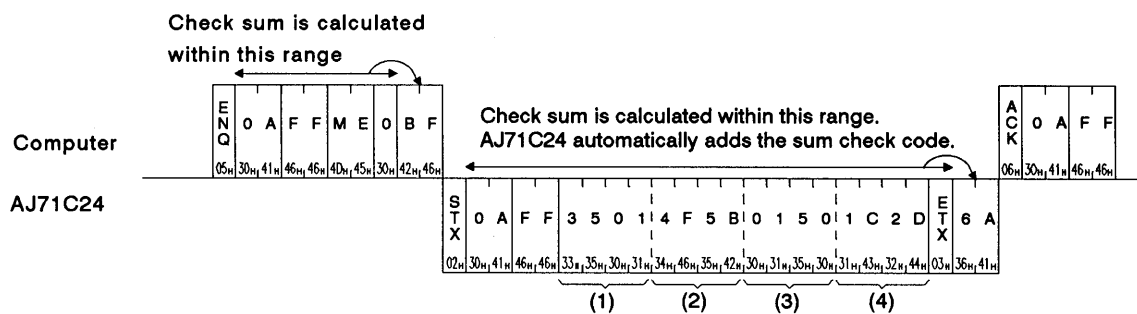 Check sum is calculated
within this range
E N Q 0 A F F M E 0 B F
05H 30H 41H 46H 46H 4DH 45H 30H 42H 46H
Computer
Check sum is calculated within this range.
AJ71C24 automatically adds the sum check code.
A C K 0 A F F
06H 30H 41H 46H 46H
AJ71C24
S T X 0 A F F 3 5 0 1 4 F 5 B 0 1 5 0 1 C 2 D E T X 6 A
02H 30H 41H 46H 46H 33H 35H 30H 31H 34H 46H 35H 42H 30H 31H 35H 30H 31H 43H 32H 44H 03H 36H 41H
(1) (2) (3) (4)